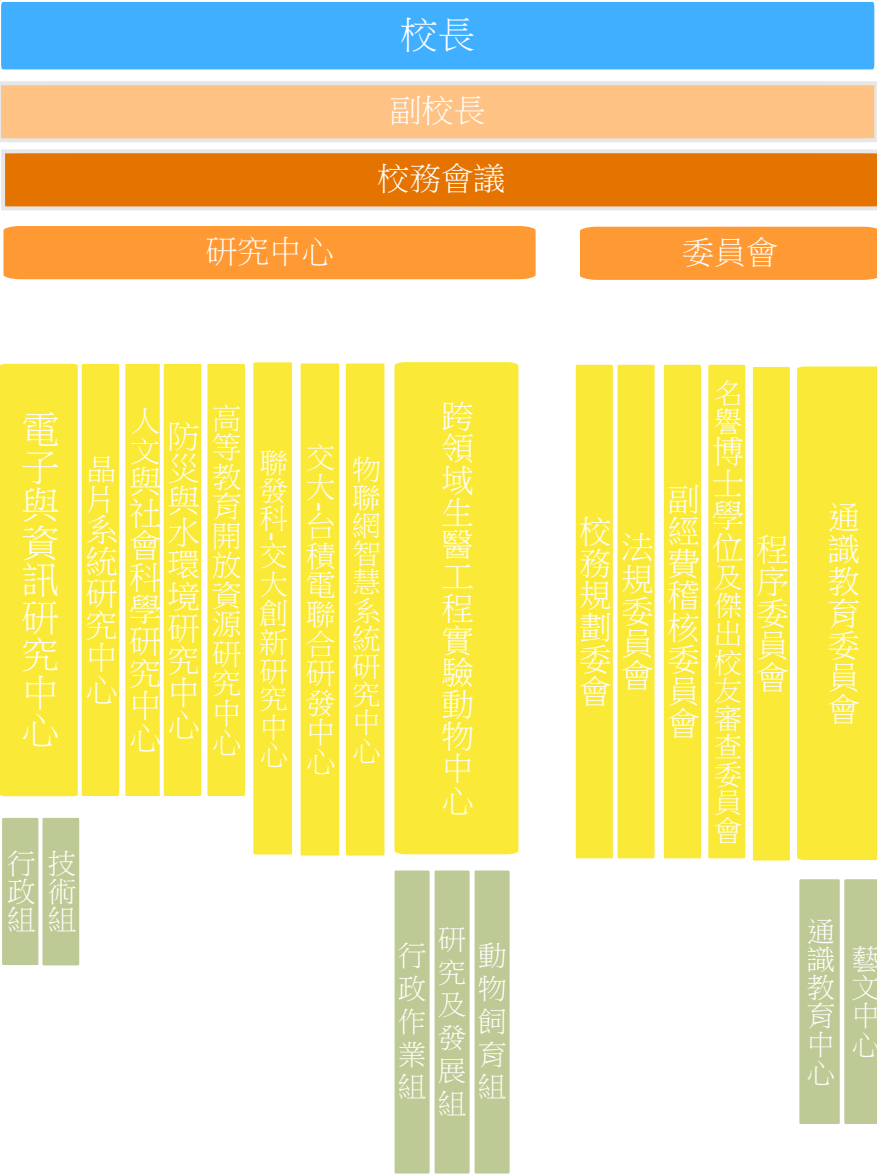 校長
副校長
校務會議
研究中心
委員會
電子與資訊研究中心
晶片系統研究中心
人文與社會科學研究中心
防災與水環境研究中心
高等教育開放資源研究中心
聯發科-交大創新研究中心
交大-台積電聯合研發中心
物聯網智慧系統研究中心
跨領域生醫工程實驗動物中心
校務規劃委會
法規委員會
副經費稽核委員會
名譽博士學位及傑出校友審查委員會
程序委員會
通識教育委員會
行政組
技術組
行政作業組
研究及發展組
動物飼育組
通識教育中心
藝文中心